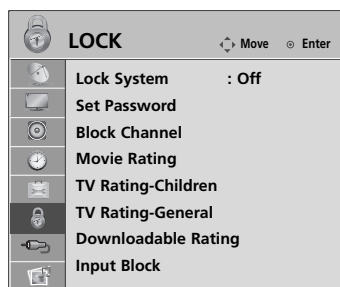 LOCK
Move
Enter
Lock System : Off
Set Password
Block Channel
Movie Rating
TV Rating-Children
TV Rating-General
Downloadable Rating
Input Block